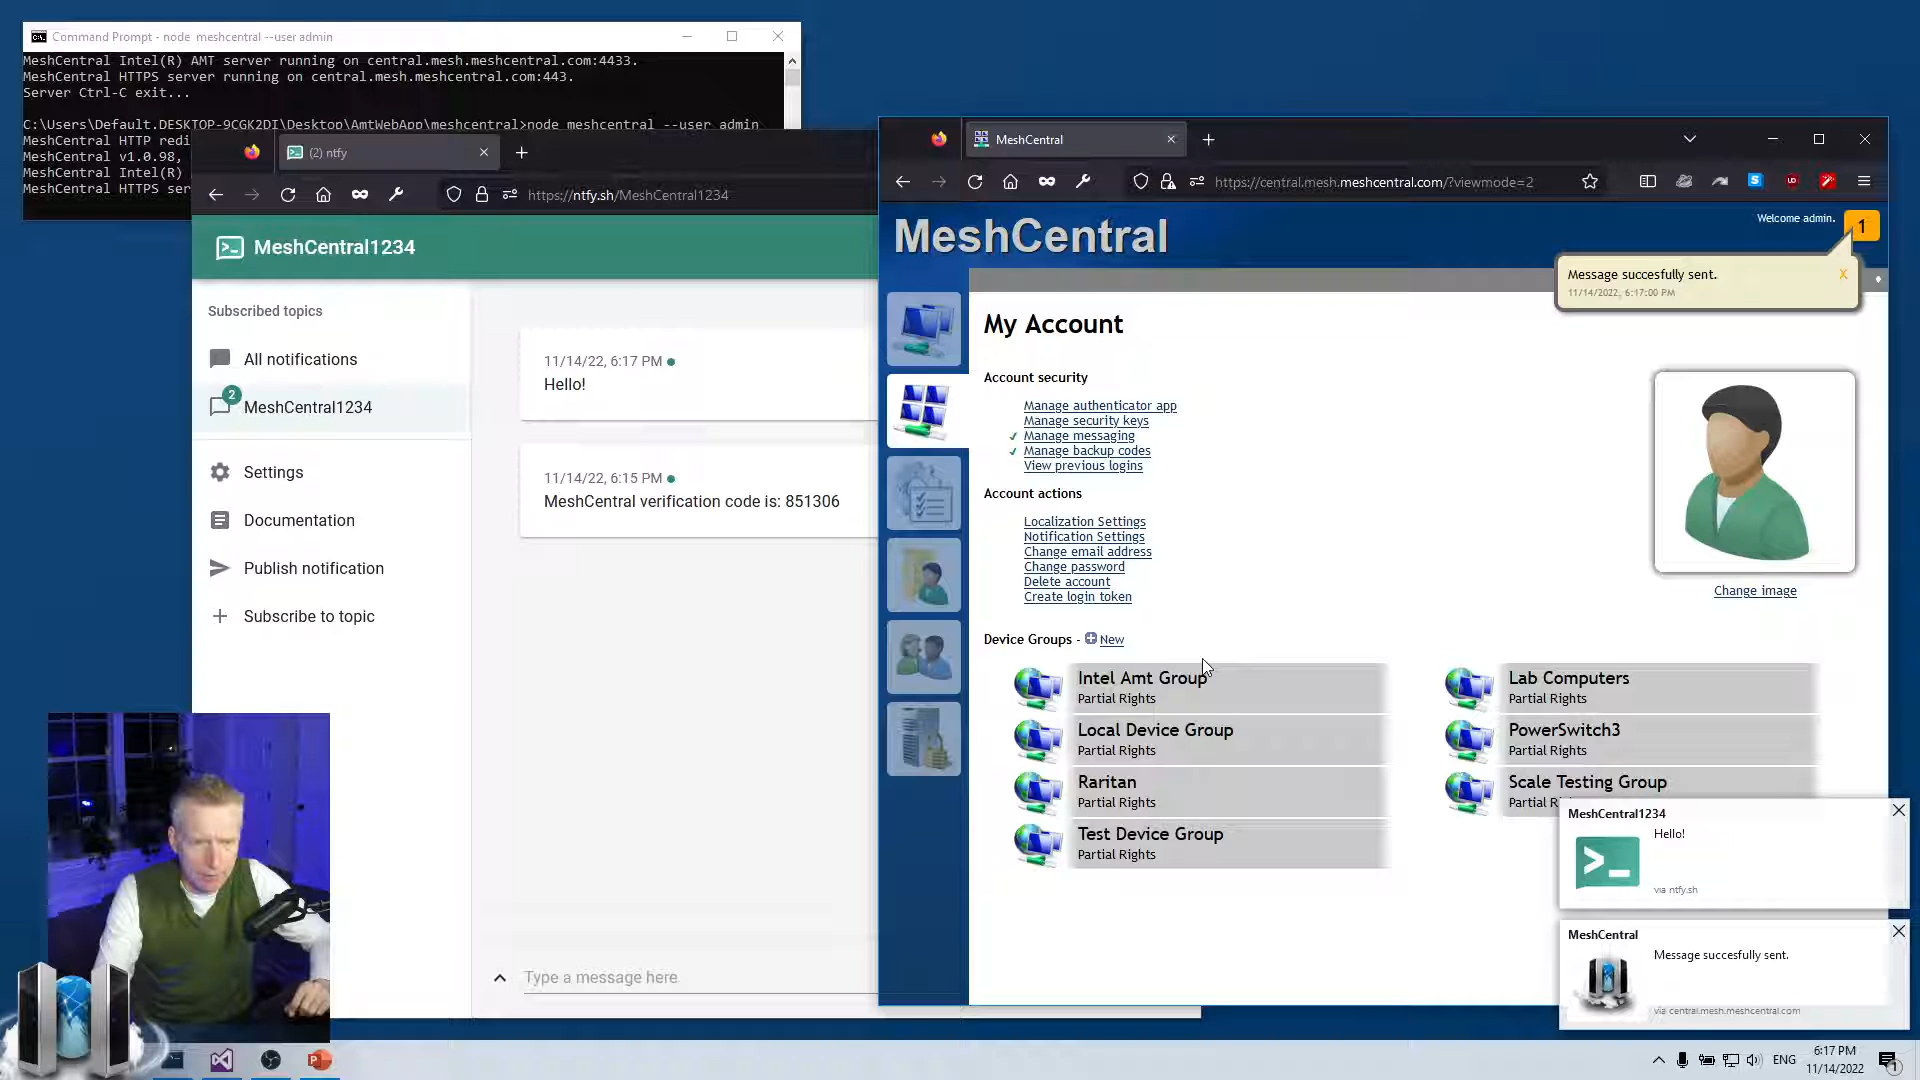 Command Prompt - node  meshcentral --user admin
MeshCentral Intel(R) AMT server running on central.mesh.meshcentral.com:4433.
MeshCentral HTTPS server running on central.mesh.meshcentral.com:443.
Server Ctrl-C exit...
C:\Users\Default.DESKTOP-9CGK2DI\Desktop\AmtWebApp\meshcentral>node meshcentral --user admin
MeshCentral HTTP redi
MeshCentral v1.0.98,
MeshCentral Intel(R)
MeshCentral HTTPS ser
(2) ntfy
https://ntfy.sh/MeshCentral1234
MeshCentral1234
Subscribed topics
All notifications
2
MeshCentral1234
Settings
Documentation
Publish notification
Subscribe to topic
11/14/22, 6:17 PM
Hello!
11/14/22, 6:15 PM
MeshCentral verification code is: 851306
Type a message here
MeshCentral
https://central.mesh.meshcentral.com/?viewmode=2
MeshCentral
Welcome admin.
1
Message succesfully sent.
X
11/14/2022, 6:17:00 PM
My Account
Account security
Manage authenticator app
Manage security keys
Manage messaging
Manage backup codes
View previous logins
Account actions
Localization Settings
Notification Settings
Change email address
Change password
Delete account
Create login token
Change image
Device Groups - New
Intel Amt Group
Partial Rights
Lab Computers
Partial Rights
Local Device Group
Partial Rights
PowerSwitch3
Partial Rights
Raritan
Partial Rights
Scale Testing Group
Partial R
Test Device Group
Partial Rights
MeshCentral1234
Hello!
via ntfy.sh
MeshCentral
Message succesfully sent.
via central.mesh.meshcentral.com
ENG
6:17 PM
11/14/2022
1